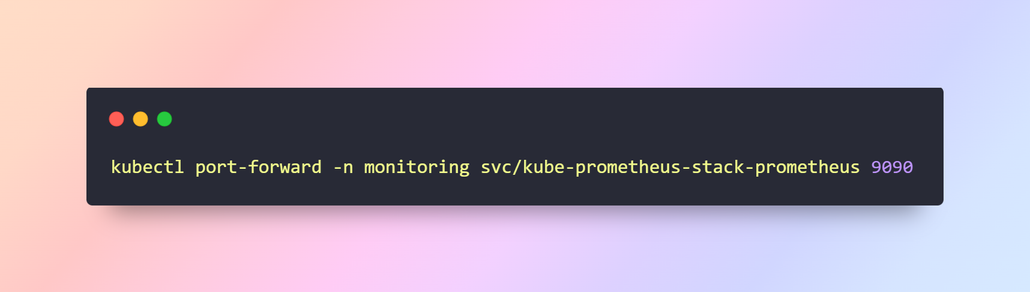 kubectl port-forward -n monitoring svc/kube-prometheus-stack-prometheus 9090